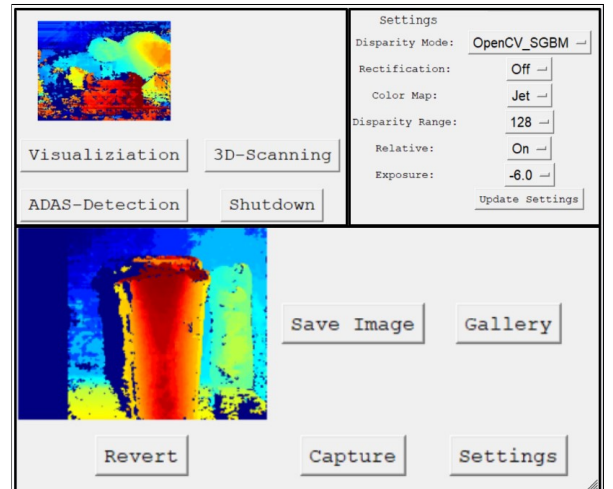 Visualiziation
3D-Scanning
ADAS-Detection
Shutdown
Settings
Disparity Mode: OpenCV_SGBM
Rectification: Off
Color Map: Jet
Disparity Range: 128
Relative: On
Exposure: -6.0
Update Settings
Save Image
Gallery
Revert
Capture
Settings